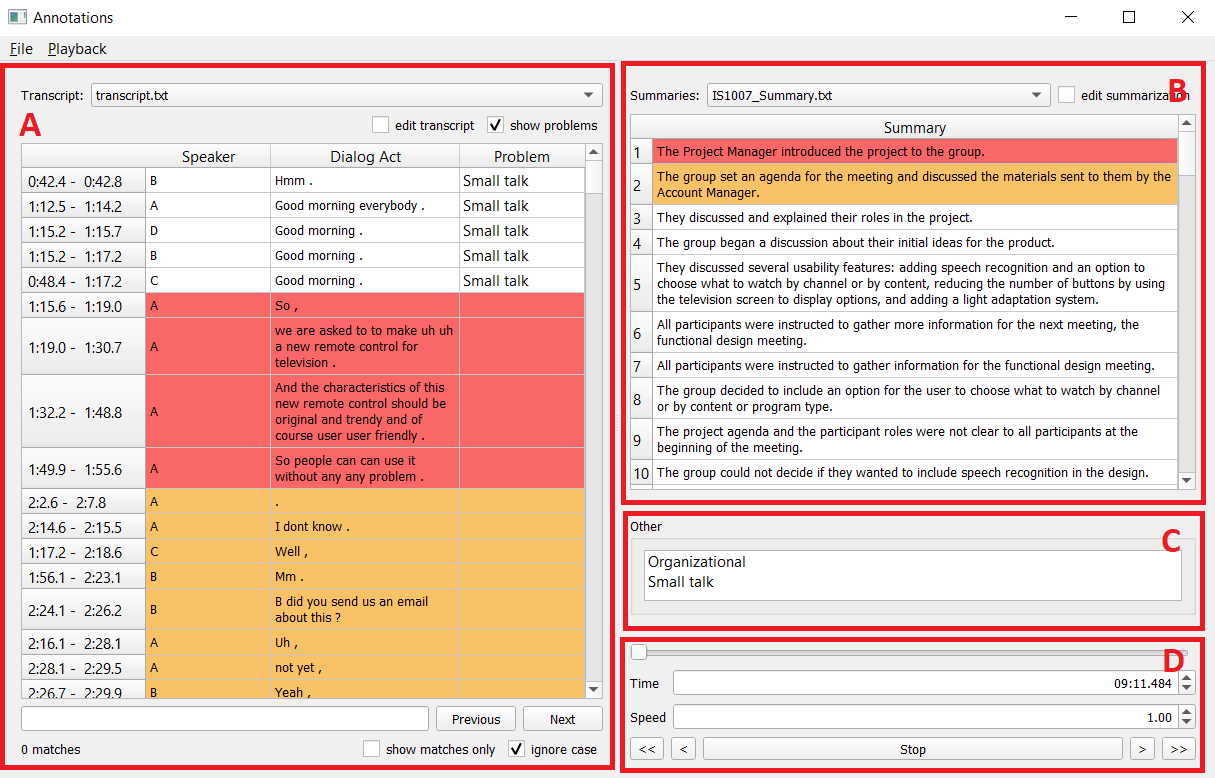 Annotations
File Playback
A
Transcript: transcript.txt
edit transcript show problems
Speaker Dialog Act Problem
0:42.4 - 0:42.8 B Hmm . Small talk
1:12.5 - 1:14.2 A Good morning everybody . Small talk
1:15.2 - 1:15.7 D Good morning . Small talk
1:15.2 - 1:17.2 B Good morning . Small talk
0:48.4 - 1:17.2 C Good morning . Small talk
1:15.6 - 1:19.0 A So ,
1:19.0 - 1:30.7 A we are asked to to make uh uh
a new remote control for
television .
1:32.2 - 1:48.8 A And the characteristics of this
new remote control should be
original and trendy and of
course user user friendly .
1:49.9 - 1:55.6 A So people can can use it
without any any problem .
2:2.6 - 2:7.8 A .
2:14.6 - 2:15.5 A I dont know .
1:17.2 - 2:18.6 C Well ,
1:56.1 - 2:23.1 B Mm .
2:24.1 - 2:26.2 B B did you send us an email
about this ?
2:16.1 - 2:28.1 A Uh ,
2:28.1 - 2:29.5 A not yet ,
2:26.7 - 2:29.9 B Yeah ,
Previous Next
0 matches show matches only ignore case
B
Summaries: IS1007_Summary.txt edit summarization
Summary
1 The Project Manager introduced the project to the group.
2 The group set an agenda for the meeting and discussed the materials sent to them by the
Account Manager.
3 They discussed and explained their roles in the project.
4 The group began a discussion about their initial ideas for the product.
5 They discussed several usability features: adding speech recognition and an option to
choose what to watch by channel or by content, reducing the number of buttons by using
the television screen to display options, and adding a light adaptation system.
6 All participants were instructed to gather more information for the next meeting, the
functional design meeting.
7 All participants were instructed to gather information for the functional design meeting.
8 The group decided to include an option for the user to choose what to watch by channel
or by content or program type.
9 The project agenda and the participant roles were not clear to all participants at the
beginning of the meeting.
10 The group could not decide if they wanted to include speech recognition in the design.
C
Other
Organizational
Small talk
D
Time 09:11.484
Speed 1.00
<< < Stop > >>